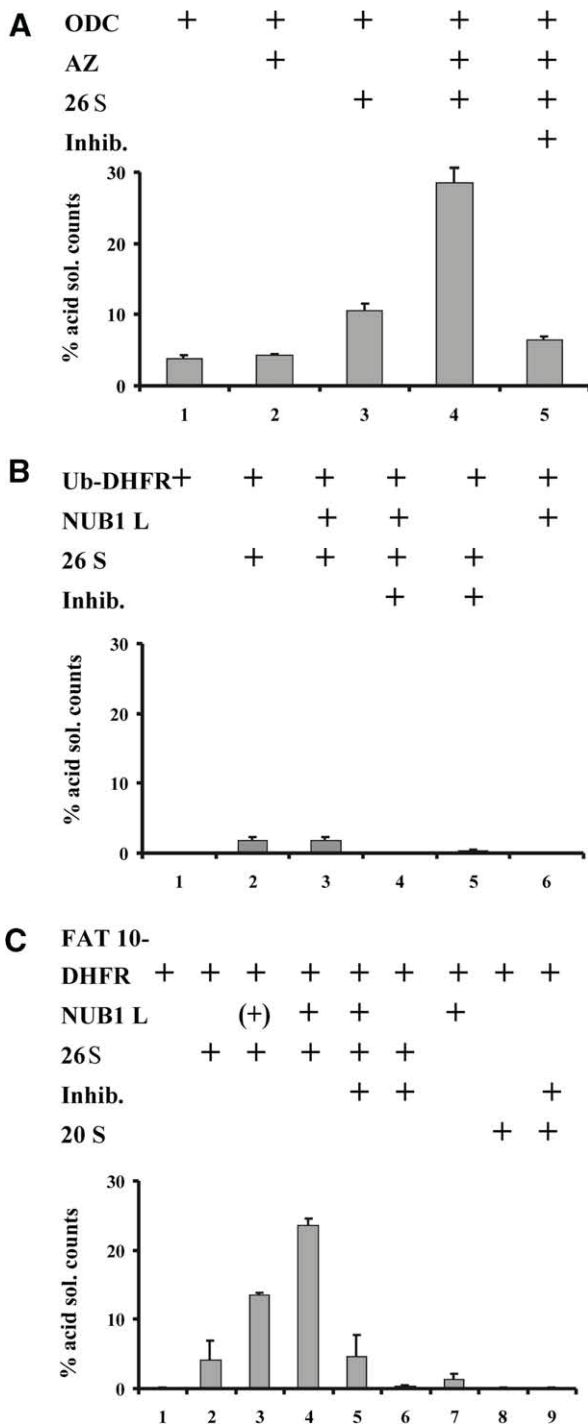 A ODC + + + + +
AZ + + +
26 S + + +
Inhib. +
30
20
10
0
% acid sol. counts
1 2 3 4 5
B Ub-DHFR + + + + + +
NUB1 L + + +
26 S + + + +
Inhib. + +
30
20
10
0
% acid sol. counts
1 2 3 4 5 6
C FAT 10-
DHFR + + + + + + + + +
NUB1 L (+) + + +
26S + + + + +
Inhib. + + +
20 S + +
30
20
10
0
% acid sol. counts
1 2 3 4 5 6 7 8 9